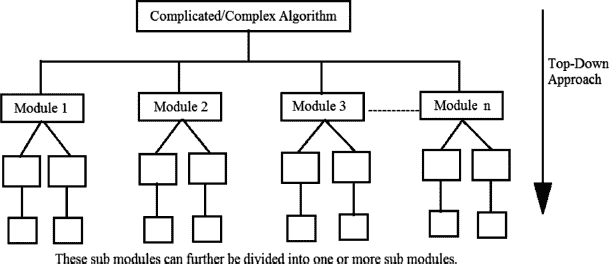 Complicated/Complex Algorithm
Top-Down
Approach
Module 1
Module 2
Module 3
Module n
These sub modules can further be divided into one or more sub modules.